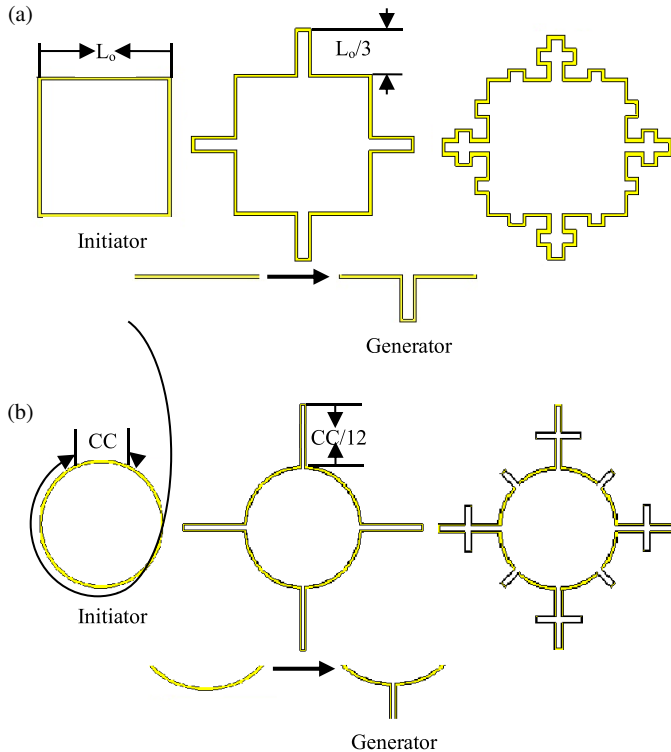 (a)
Lₒ
Lₒ/3
Initiator
Generator
(b)
CC
CC/12
Initiator
Generator